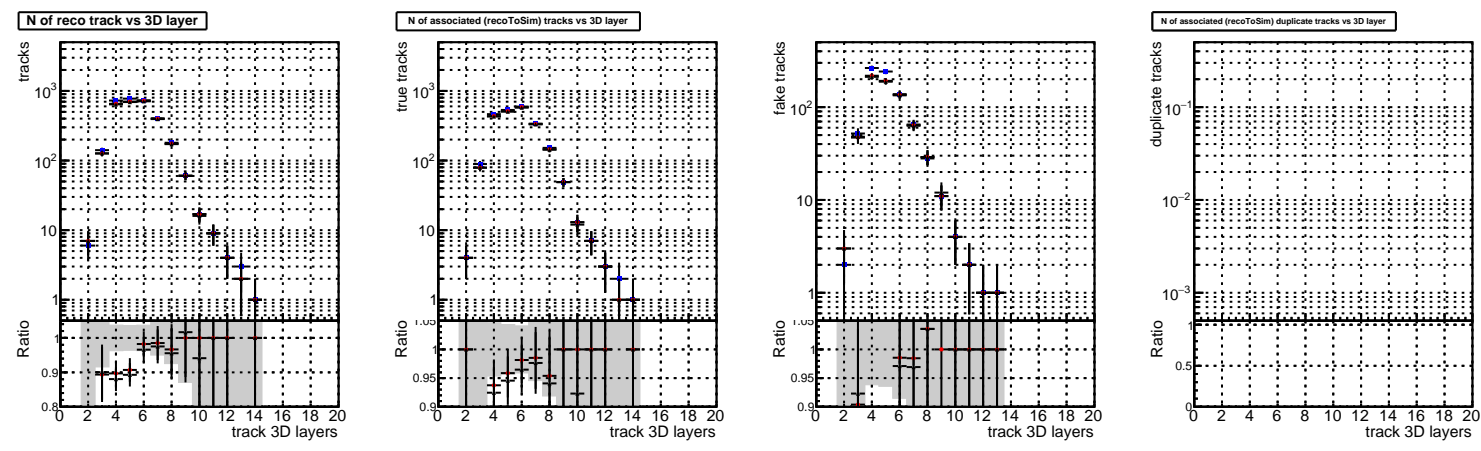 N of reco track vs 3D layer
tracks
10³
10²
10
1
Ratio
1
0.9
0.8
0 2 4 6 8 10 12 14 16 18 20
track 3D layers
N of associated (recoToSim) tracks vs 3D layer
true tracks
10³
10²
10
1
Ratio
1.05
1
0.95
0.9
0 2 4 6 8 10 12 14 16 18 20
track 3D layers
fake tracks
10²
10
1
Ratio
1.05
1
0.95
0.9
0 2 4 6 8 10 12 14 16 18 20
track 3D layers
N of associated (recoToSim) duplicate tracks vs 3D layer
duplicate tracks
10⁻¹
10⁻²
10⁻³
Ratio
1
0.5
0
0 2 4 6 8 10 12 14 16 18 20
track 3D layers